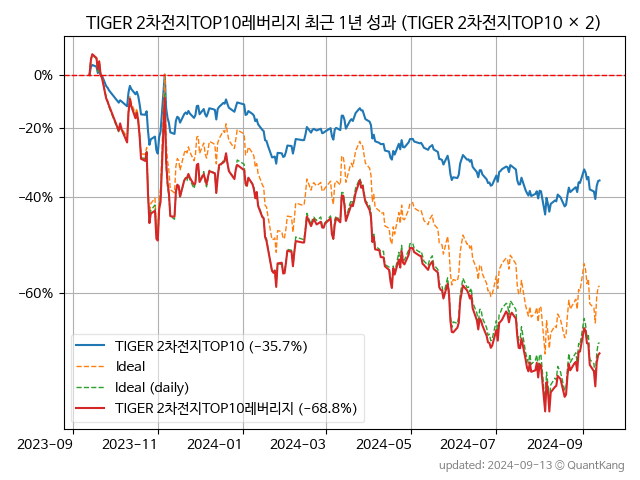 TIGER 2차전지TOP10레버리지 최근 1년 성과 (TIGER 2차전지TOP10 × 2)
0%
−20%
−40%
−60%
TIGER 2차전지TOP10 (−35.7%)
Ideal
Ideal (daily)
TIGER 2차전지TOP10레버리지 (−68.8%)
2023-09 2023-11 2024-01 2024-03 2024-05 2024-07 2024-09
updated: 2024-09-13 © QuantKang